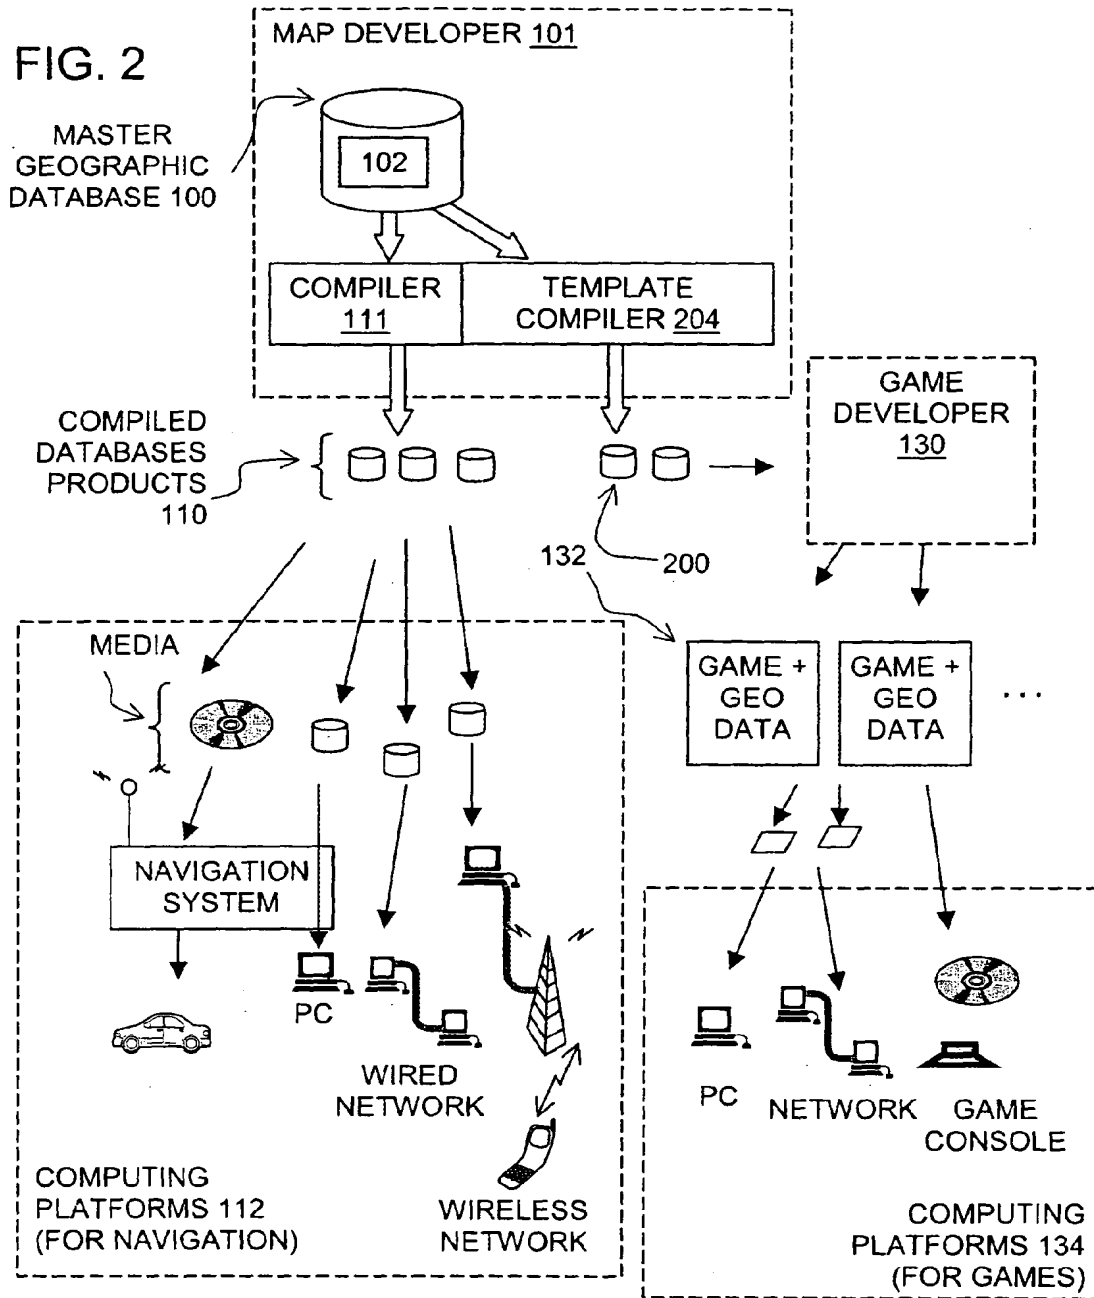 FIG. 2
MAP DEVELOPER 101
MASTER
GEOGRAPHIC
DATABASE 100
102
COMPILER
111
TEMPLATE
COMPILER 204
COMPILED
DATABASES
PRODUCTS
110
GAME
DEVELOPER
130
132
200
MEDIA
GAME +
GEO
DATA
GAME +
GEO
DATA
...
NAVIGATION
SYSTEM
PC
WIRED
NETWORK
WIRELESS
NETWORK
COMPUTING
PLATFORMS 112
(FOR NAVIGATION)
PC
NETWORK
GAME
CONSOLE
COMPUTING
PLATFORMS 134
(FOR GAMES)